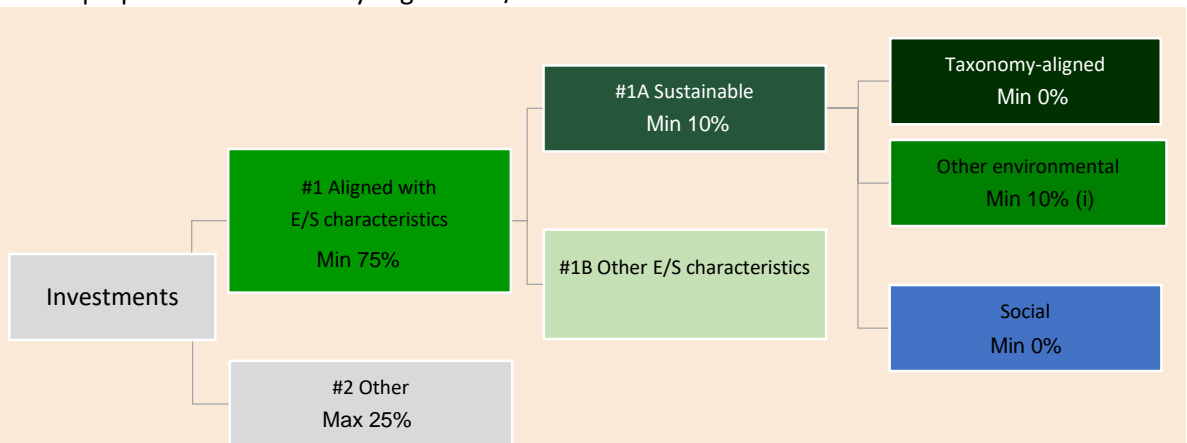 Investments
#1 Aligned with
E/S characteristics
Min 75%
#2 Other
Max 25%
#1A Sustainable
Min 10%
#1B Other E/S characteristics
Taxonomy-aligned
Min 0%
Other environmental
Min 10% (i)
Social
Min 0%